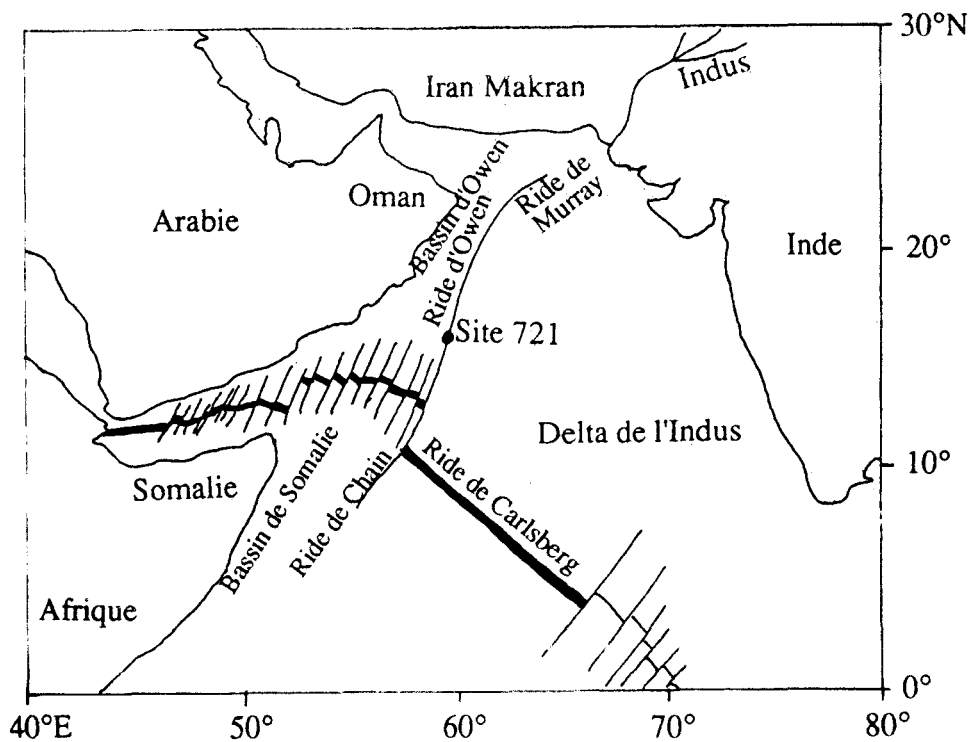 30°N
Iran Makran
Indus
Oman
Bassin d'Owen
Ride d'Owen
Ride de
Murray
Arabie
Inde
20°
Site 721
Delta de l'Indus
10°
Somalie
Bassin de Somalie
Ride de Chain
Ride de Carlsberg
Afrique
0°
40°E
50°
60°
70°
80°